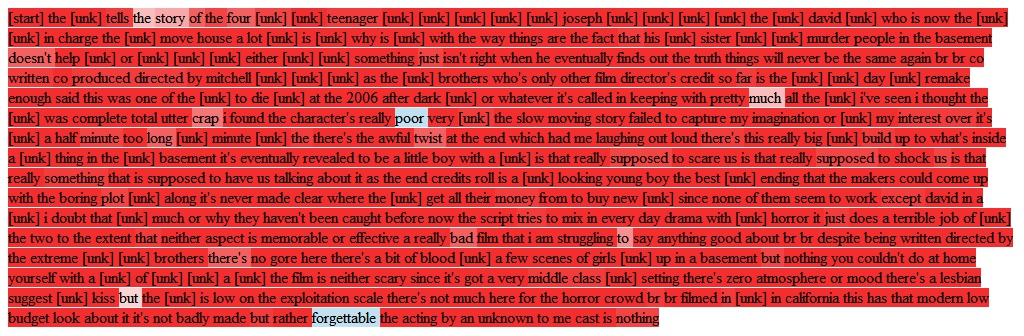 [start] the [unk] tells the story of the four [unk] [unk] teenager [unk] [unk] [unk] [unk] [unk] joseph [unk] [unk] [unk] [unk] the [unk] david [unk] who is now the [unk]
[unk] in charge the [unk] move house a lot [unk] is [unk] why is [unk] with the way things are the fact that his [unk] sister [unk] [unk] murder people in the basement
doesn't help [unk] or [unk] [unk] [unk] either [unk] [unk] something just isn't right when he eventually finds out the truth things will never be the same again br br co
written co produced directed by mitchell [unk] [unk] [unk] as the [unk] brothers who's only other film director's credit so far is the [unk] [unk] day [unk] remake
enough said this was one of the [unk] to die [unk] at the 2006 after dark [unk] or whatever it's called in keeping with pretty much all the [unk] i've seen i thought the
[unk] was complete total utter crap i found the character's really poor very [unk] the slow moving story failed to capture my imagination or [unk] my interest over it's
[unk] a half minute too long [unk] minute [unk] the there's the awful twist at the end which had me laughing out loud there's this really big [unk] build up to what's inside
a [unk] thing in the [unk] basement it's eventually revealed to be a little boy with a [unk] is that really supposed to scare us is that really supposed to shock us is that
really something that is supposed to have us talking about it as the end credits roll is a [unk] looking young boy the best [unk] ending that the makers could come up
with the boring plot [unk] along it's never made clear where the [unk] get all their money from to buy new [unk] since none of them seem to work except david in a
[unk] i doubt that [unk] much or why they haven't been caught before now the script tries to mix in every day drama with [unk] horror it just does a terrible job of [unk]
the two to the extent that neither aspect is memorable or effective a really bad film that i am struggling to say anything good about br br despite being written directed by
the extreme [unk] brothers there's no gore here there's a bit of blood [unk] a few scenes of girls [unk] up in a basement but nothing you couldn't do at home
yourself with a [unk] of [unk] [unk] a [unk] the film is neither scary since it's got a very middle class [unk] setting there's zero atmosphere or mood there's a lesbian
suggest [unk] kiss but the [unk] is low on the exploitation scale there's not much here for the horror crowd br br filmed in [unk] in california this has that modern low
budget look about it it's not badly made but rather forgettable the acting by an unknown to me cast is nothing